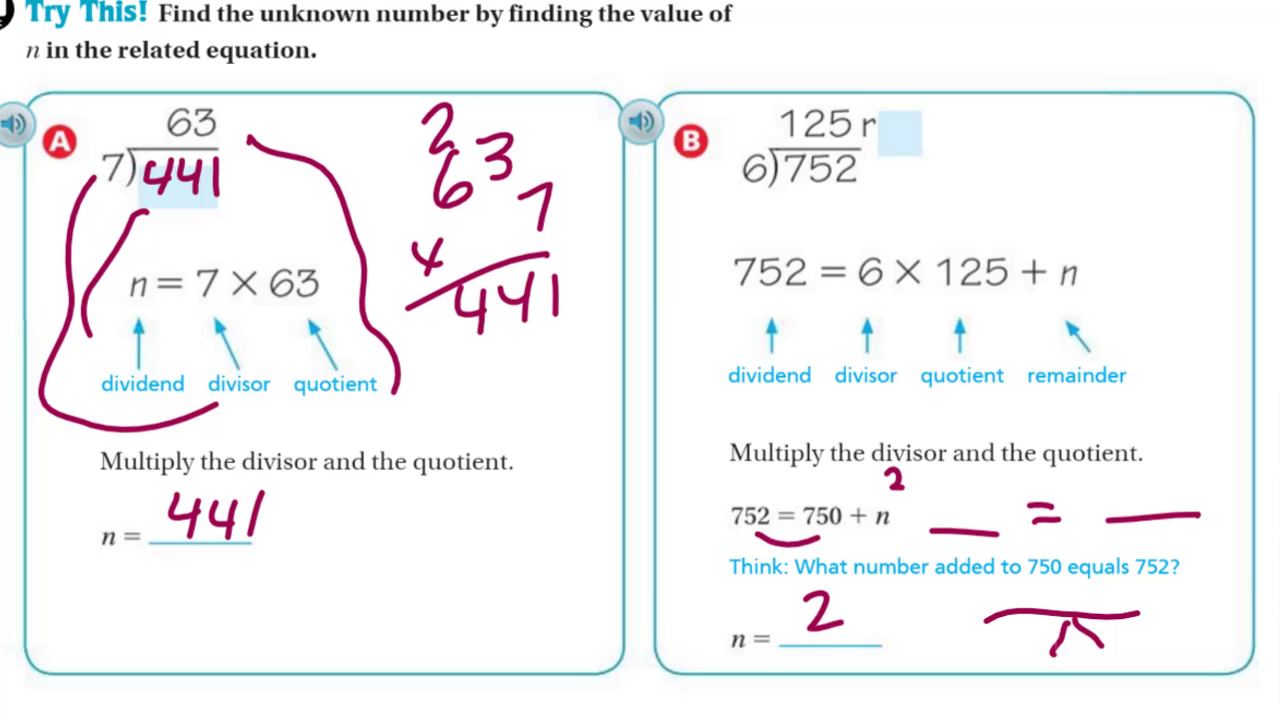 Try This! Find the unknown number by finding the value of
n in the related equation.
A
63
7)441
n = 7 × 63
dividend divisor quotient
Multiply the divisor and the quotient.
n = 441
2
63
7
×
441
B
125 r
6)752
752 = 6 × 125 + n
dividend divisor quotient remainder
Multiply the divisor and the quotient.
2
752 = 750 + n __ = __
Think: What number added to 750 equals 752?
n = 2